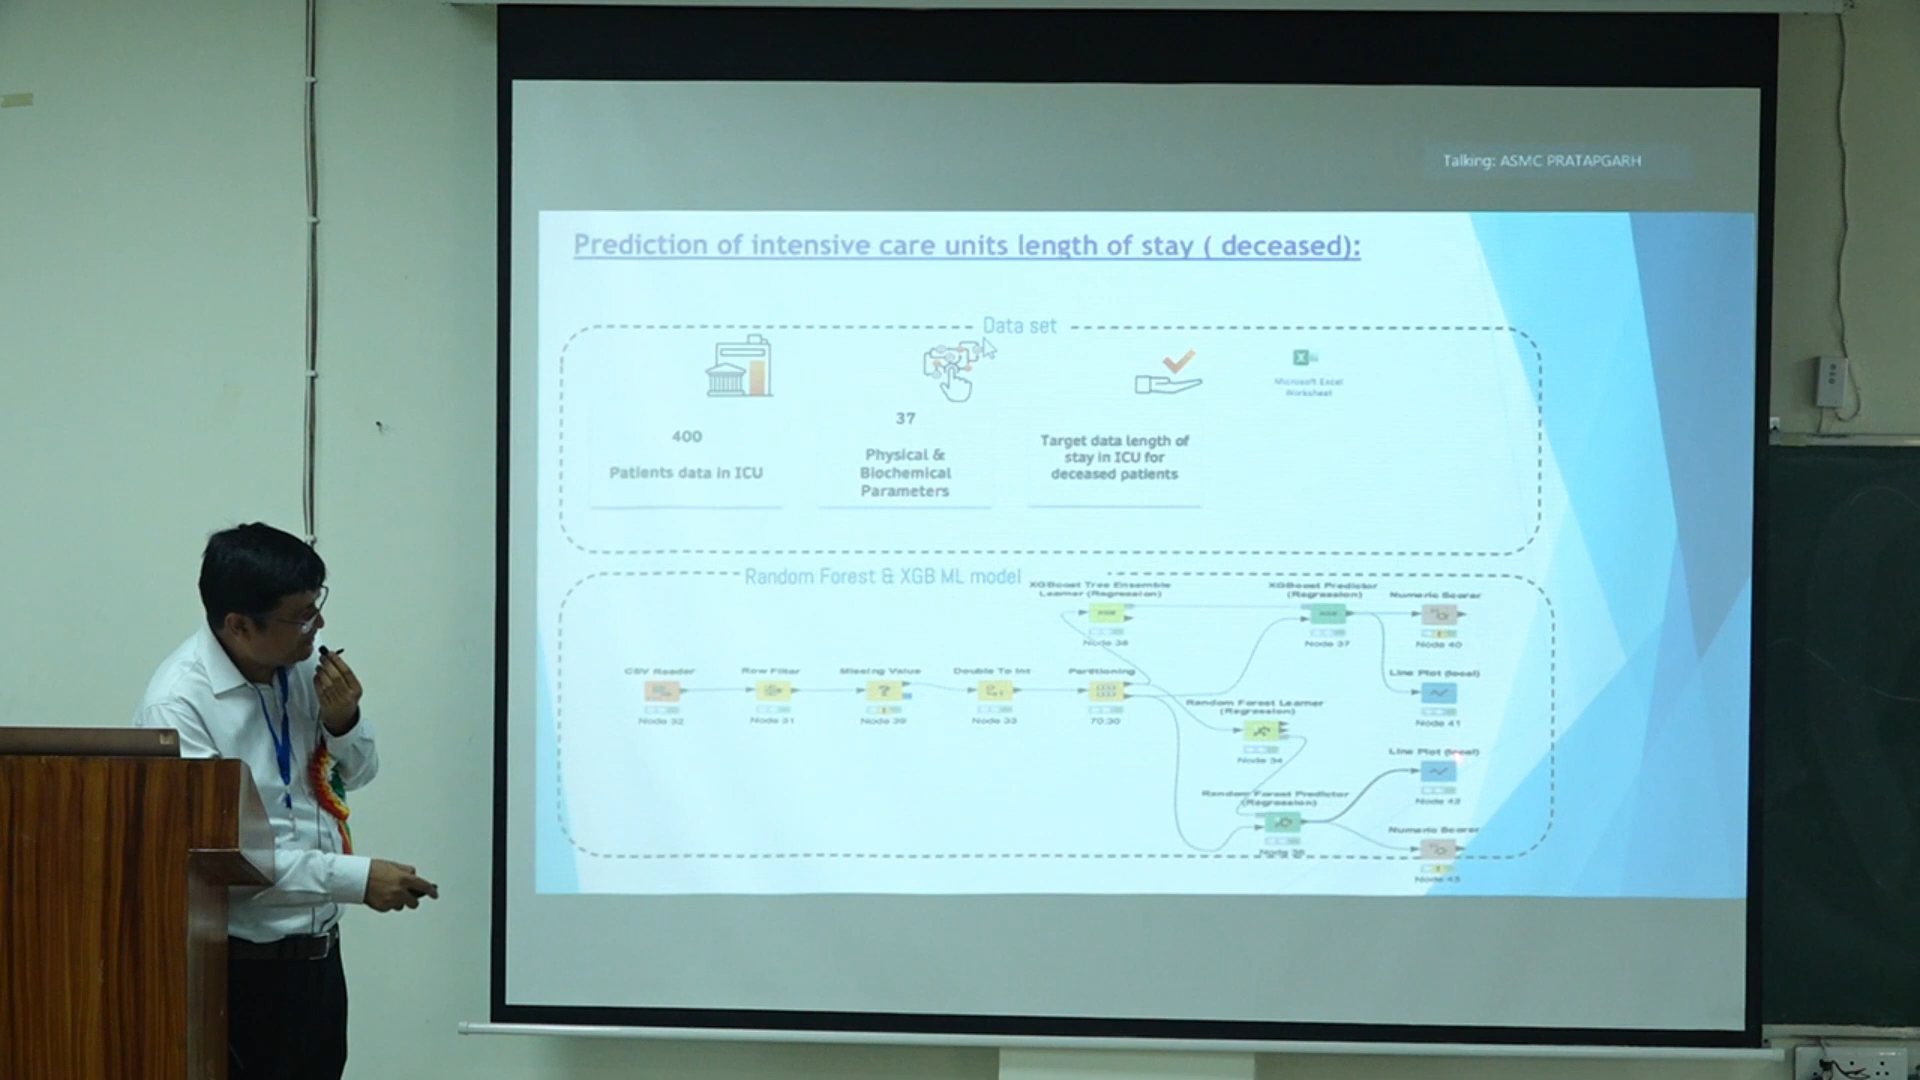 Talking: ASMC PRATAPGARH
Prediction of intensive care units length of stay ( deceased):
Data set
400
Patients data in ICU
37
Physical &
Biochemical
Parameters
Target data length of
stay in ICU for
deceased patients
Microsoft Excel
Worksheet
Random Forest & XGB ML model
XGBoost Tree Ensemble
Learner (Regression)
XGBoost Predictor
(Regression)
Numeric Scorer
Node 37
Node 40
CSV Reader
Row Filter
Missing Value
Double To Int
Partitioning
Line Plot (local)
Node 32
Node 31
Node 39
Node 33
70:30
Node 41
Random Forest Learner
(Regression)
Node 34
Line Plot (local)
Node 42
Random Forest Predictor
(Regression)
Numeric Scorer
Node 43